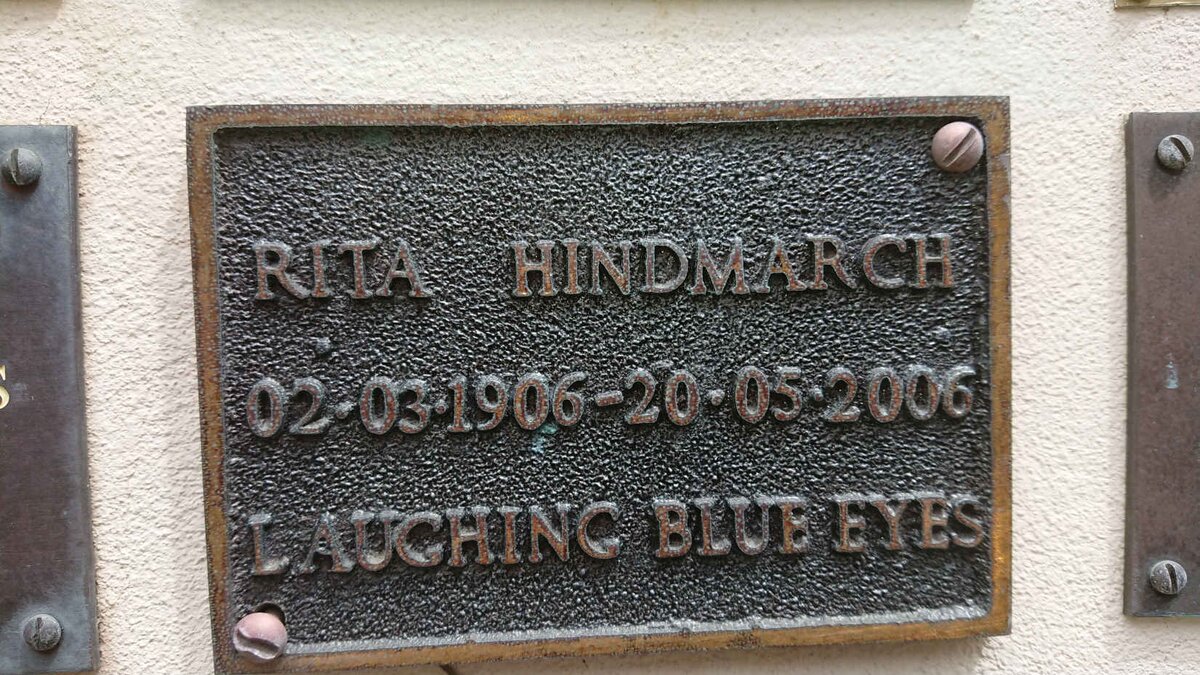 RITA HINDMARCH
02·03·1906-20·05·2006
LAUGHING BLUE EYES
S